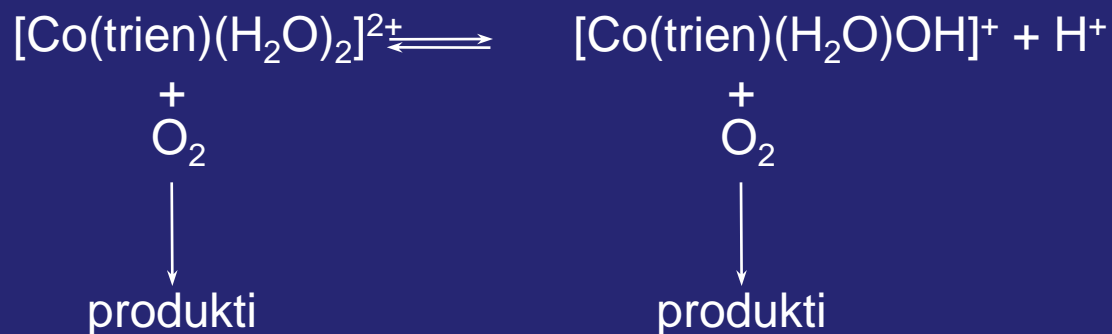 [Co(trien)(H₂O)₂]²⁺ ⇌ [Co(trien)(H₂O)OH]⁺ + H⁺
+ +
O₂ O₂
produkti produkti